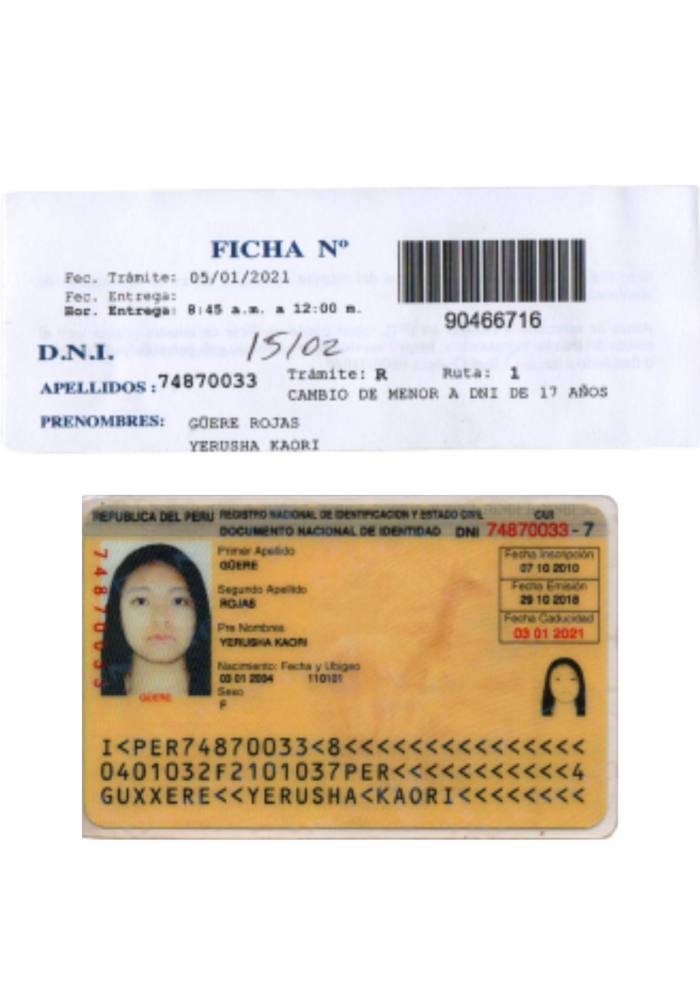 FICHA Nº
Fec. Trámite: 05/01/2021
Fec. Entrega:
Hor. Entrega: 8:45 a.m. a 12:00 m.
90466716
15/02
D.N.I.
APELLIDOS : 74870033 Trámite: R Ruta: 1
CAMBIO DE MENOR A DNI DE 17 AÑOS
PRENOMBRES: GÜERE ROJAS
YERUSHA KAORI
REPUBLICA DEL PERU REGISTRO NACIONAL DE IDENTIFICACION Y ESTADO CIVIL CUI
DOCUMENTO NACIONAL DE IDENTIDAD DNI 74870033 - 7
74870033
Primer Apellido
GÜERE
Segundo Apellido
ROJAS
Pre Nombres
YERUSHA KAORI
Nacimiento: Fecha y Ubigeo
03 01 2004 110101
Sexo
F
GÜERE
Fecha Inscripción
07 10 2010
Fecha Emisión
29 10 2018
Fecha Caducidad
03 01 2021
I<PER74870033<8<<<<<<<<<<<<<<<
0401032F2101037PER<<<<<<<<<<<4
GUXXERE<<YERUSHA<KAORI<<<<<<<<